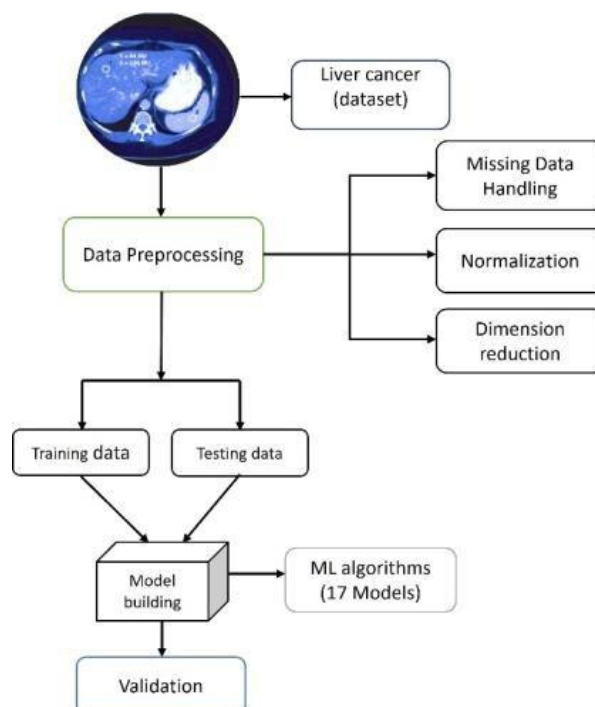 Liver cancer
(dataset)
Missing Data
Handling
Data Preprocessing
Normalization
Dimension
reduction
Training data
Testing data
Model
building
ML algorithms
(17 Models)
Validation